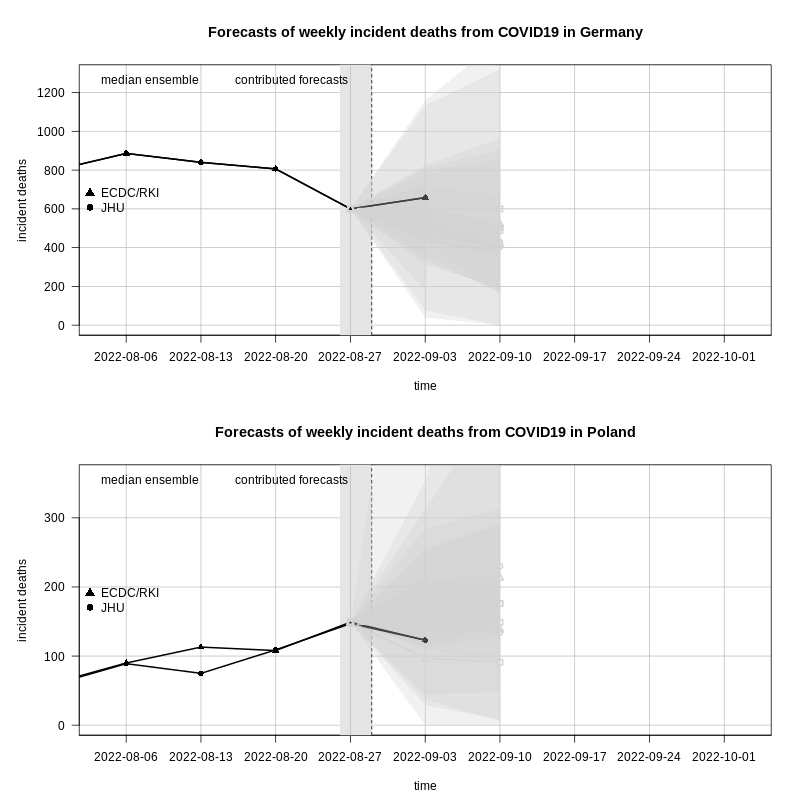 Forecasts of weekly incident deaths from COVID19 in Germany
median ensemble contributed forecasts
1200
1000
800
600
400
200
0
incident deaths
ECDC/RKI
JHU
2022-08-06 2022-08-13 2022-08-20 2022-08-27 2022-09-03 2022-09-10 2022-09-17 2022-09-24 2022-10-01
time
Forecasts of weekly incident deaths from COVID19 in Poland
median ensemble contributed forecasts
300
200
100
0
incident deaths
ECDC/RKI
JHU
2022-08-06 2022-08-13 2022-08-20 2022-08-27 2022-09-03 2022-09-10 2022-09-17 2022-09-24 2022-10-01
time